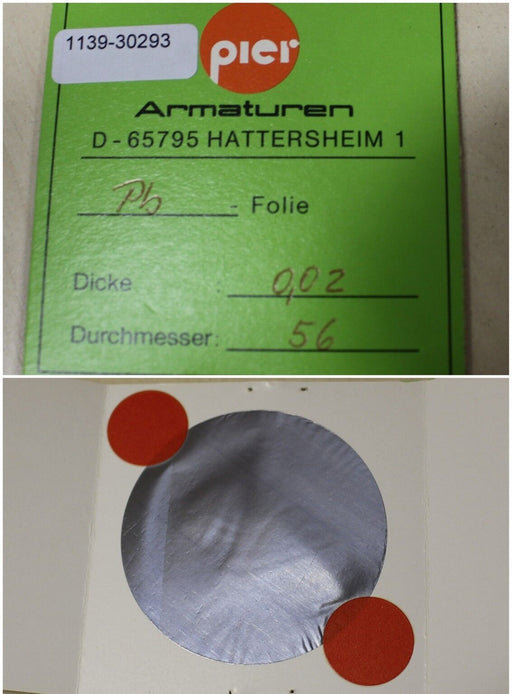 1139-30293
pier
Armaturen
D-65795 HATTERSHEIM 1
Pb - Folie
Dicke : 0,02
Durchmesser: 56